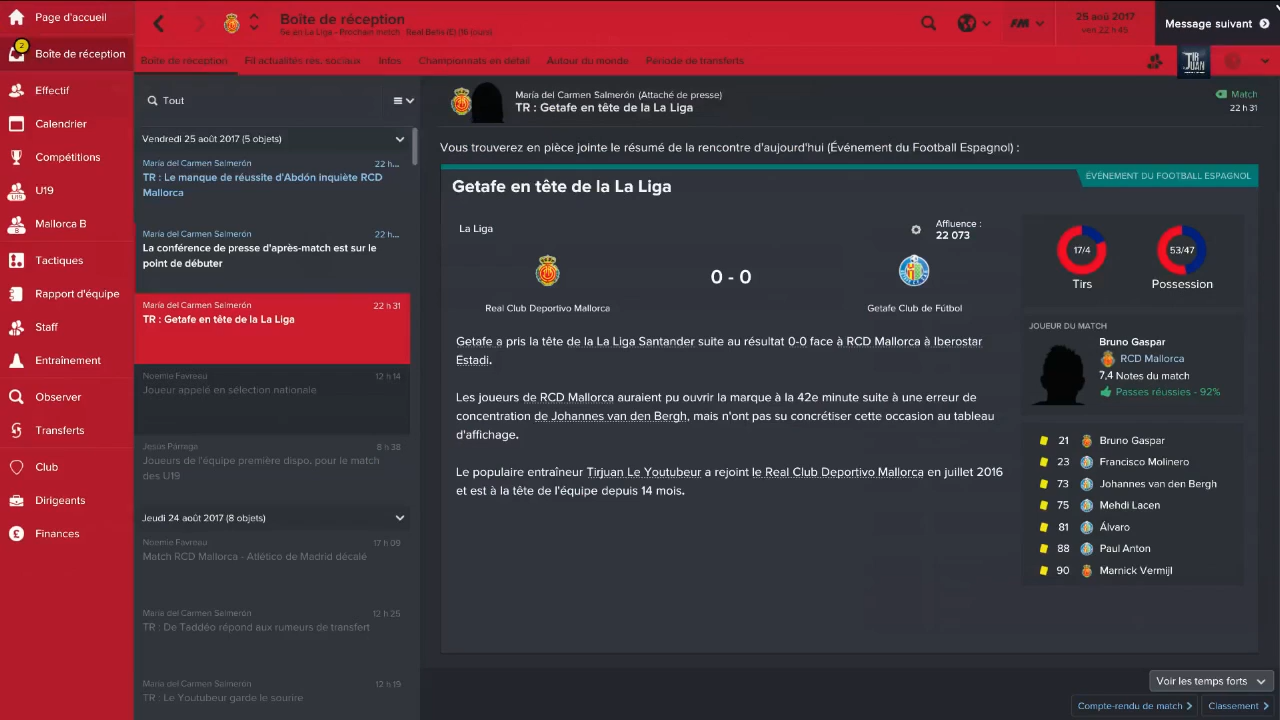 Page d'accueil
2
Boîte de réception
Effectif
Calendrier
Compétitions
U19
U19
Mallorca B
B
Tactiques
Rapport d'équipe
Staff
Entraînement
Observer
Transferts
Club
Dirigeants
Finances
Boîte de réception
5e en La Liga - Prochain match Real Betis (E) (16 jours)
FM
25 aoû 2017
ven 22 h 45
Message suivant
Boîte de réception
Fil actualités rés. sociaux
Infos
Championnats en détail
Autour du monde
Période de transferts
TIR
JUAN
Tout
Vendredi 25 août 2017 (5 objets)
María del Carmen Salmerón 22 h...
TR : Le manque de réussite d'Abdón inquiète RCD
Mallorca
María del Carmen Salmerón 22 h...
La conférence de presse d'après-match est sur le
point de débuter
María del Carmen Salmerón 22 h 31
TR : Getafe en tête de la La Liga
Noemie Favreau 12 h 14
Joueur appelé en sélection nationale
Jesús Párraga 8 h 38
Joueurs de l'équipe première dispo. pour le match
des U19
Jeudi 24 août 2017 (8 objets)
Noemie Favreau 17 h 09
Match RCD Mallorca - Atlético de Madrid décalé
María del Carmen Salmerón 12 h 25
TR : De Taddéo répond aux rumeurs de transfert
María del Carmen Salmerón 12 h 19
TR : Le Youtubeur garde le sourire
María del Carmen Salmerón (Attaché de presse)
TR : Getafe en tête de la La Liga
Match
22 h 31
Vous trouverez en pièce jointe le résumé de la rencontre d'aujourd'hui (Événement du Football Espagnol) :
Getafe en tête de la La Liga
ÉVÉNEMENT DU FOOTBALL ESPAGNOL
La Liga
Affluence :
22 073
0 - 0
Real Club Deportivo Mallorca
Getafe Club de Fútbol
Getafe a pris la tête de la La Liga Santander suite au résultat 0-0 face à RCD Mallorca à Iberostar
Estadi.
Les joueurs de RCD Mallorca auraient pu ouvrir la marque à la 42e minute suite à une erreur de
concentration de Johannes van den Bergh, mais n'ont pas su concrétiser cette occasion au tableau
d'affichage.
Le populaire entraîneur Tirjuan Le Youtubeur a rejoint le Real Club Deportivo Mallorca en juillet 2016
et est à la tête de l'équipe depuis 14 mois.
17/4
Tirs
53/47
Possession
JOUEUR DU MATCH
Bruno Gaspar
RCD Mallorca
7.4 Notes du match
Passes réussies - 92%
21 Bruno Gaspar
23 Francisco Molinero
73 Johannes van den Bergh
75 Mehdi Lacen
81 Álvaro
88 Paul Anton
90 Marnick Vermijl
Voir les temps forts
Compte-rendu de match
Classement